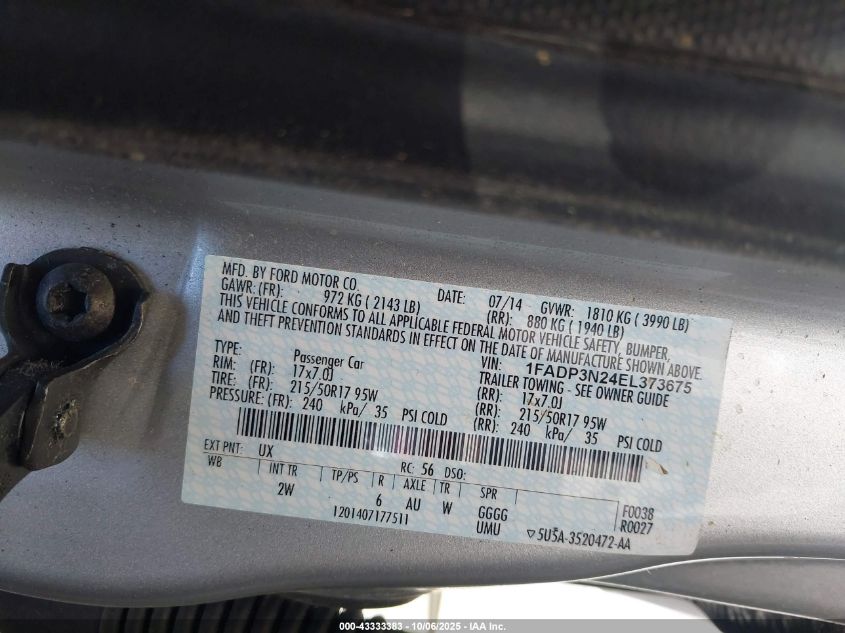 MFD. BY FORD MOTOR CO
DATE: 07/14 GVWR: 1810 KG ( 3990 LB)
GAWR: (FR): 972 KG ( 2143 LB) (RR): 880 KG ( 1940 LB)
THIS VEHICLE CONFORMS TO ALL APPLICABLE FEDERAL MOTOR VEHICLE SAFETY, BUMPER,
AND THEFT PREVENTION STANDARDS IN EFFECT ON THE DATE OF MANUFACTURE SHOWN ABOVE.
VIN: 1FADP3N24EL373675
TYPE: Passenger Car TRAILER TOWING - SEE OWNER GUIDE
RIM: (FR): 17x7.0J (RR): 17x7.0J
TIRE: (FR): 215/50R17 95W (RR): 215/50R17 95W
PRESSURE: (FR): 240 kPa/ 35 PSI COLD (RR): 240 kPa/ 35 PSI COLD
EXT PNT: UX RC: 56 DSO:
WB INT TR TP/PS R AXLE TR SPR
2W 6 AU W GGGG F0038
UMU R0027
1201407177511 ▽5U5A-3520472-AA
000-43333383 - 10/06/2025 - IAA Inc.